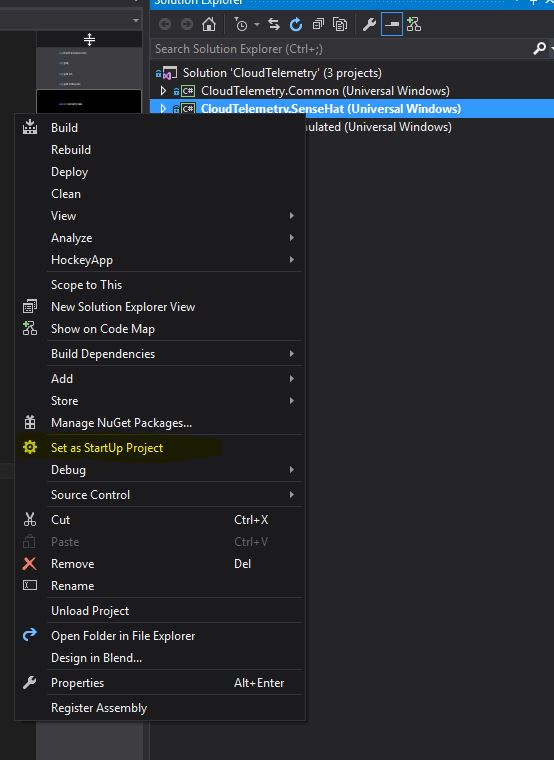 Solution Explorer
Search Solution Explorer (Ctrl+;)
Solution 'CloudTelemetry' (3 projects)
C# CloudTelemetry.Common (Universal Windows)
C# CloudTelemetry.SenseHat (Universal Windows)
mulated (Universal Windows)
Build
Rebuild
Deploy
Clean
View
Analyze
HockeyApp
Scope to This
New Solution Explorer View
Show on Code Map
Build Dependencies
Add
Store
Manage NuGet Packages...
Set as StartUp Project
Debug
Source Control
Cut Ctrl+X
Paste Ctrl+V
Remove Del
Rename
Unload Project
Open Folder in File Explorer
Design in Blend...
Properties Alt+Enter
Register Assembly